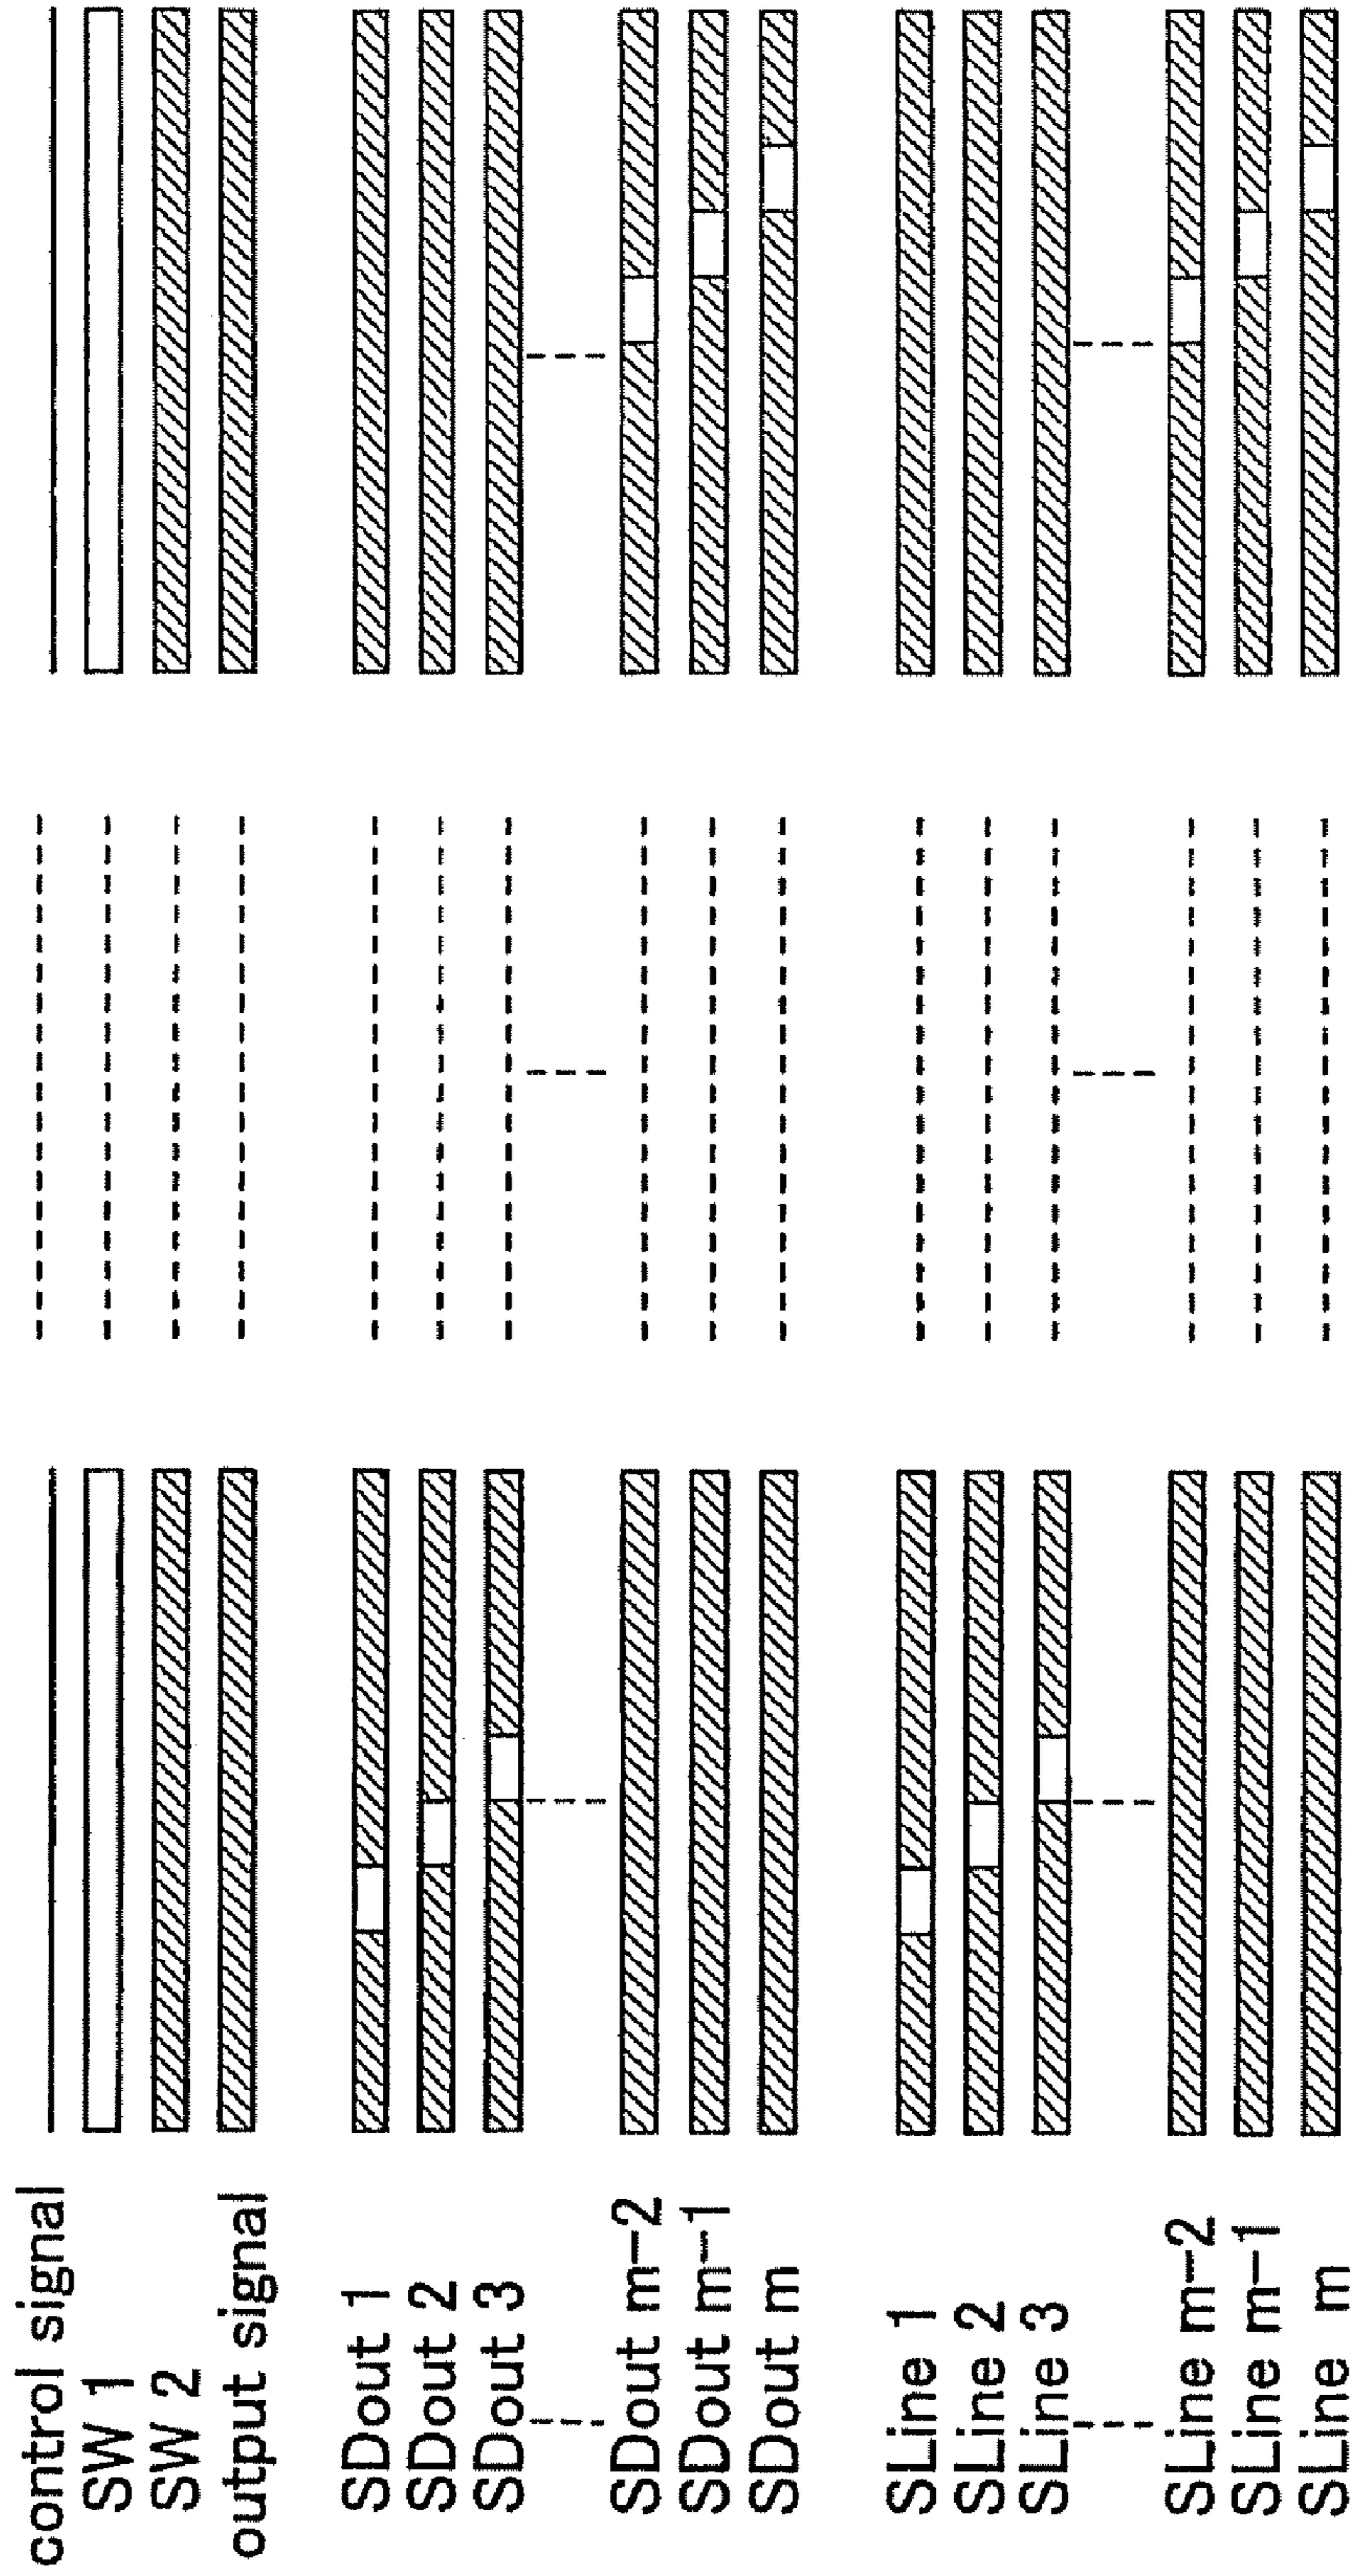 control signal
SW 1
SW 2
output signal
SDout 1
SDout 2
SDout 3
SDout m-2
SDout m-1
SDout m
SLine 1
SLine 2
SLine 3
SLine m-2
SLine m-1
SLine m